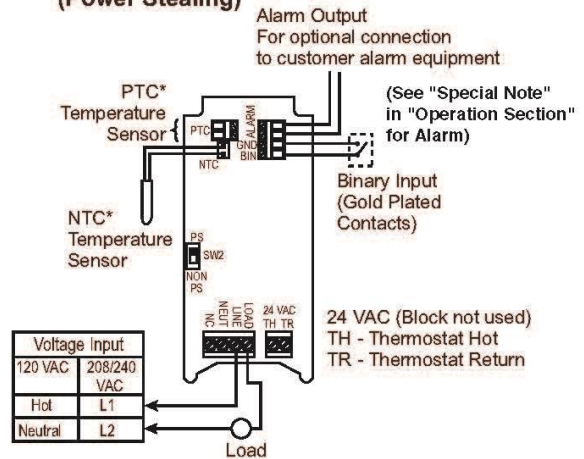 (Power Stealing)
Alarm Output
For optional connection
to customer alarm equipment
(See "Special Note"
in "Operation Section"
for Alarm)
PTC*
Temperature
Sensor
PTC
ALARM
GND
BIN
NTC
Binary Input
(Gold Plated
Contacts)
NTC*
Temperature
Sensor
PS
SW2
NON
PS
NC
NEUT
LINE
LOAD
24 VAC
TH TR
24 VAC (Block not used)
TH - Thermostat Hot
TR - Thermostat Return
Voltage Input
120 VAC 208/240
VAC
Hot L1
Neutral L2
Load